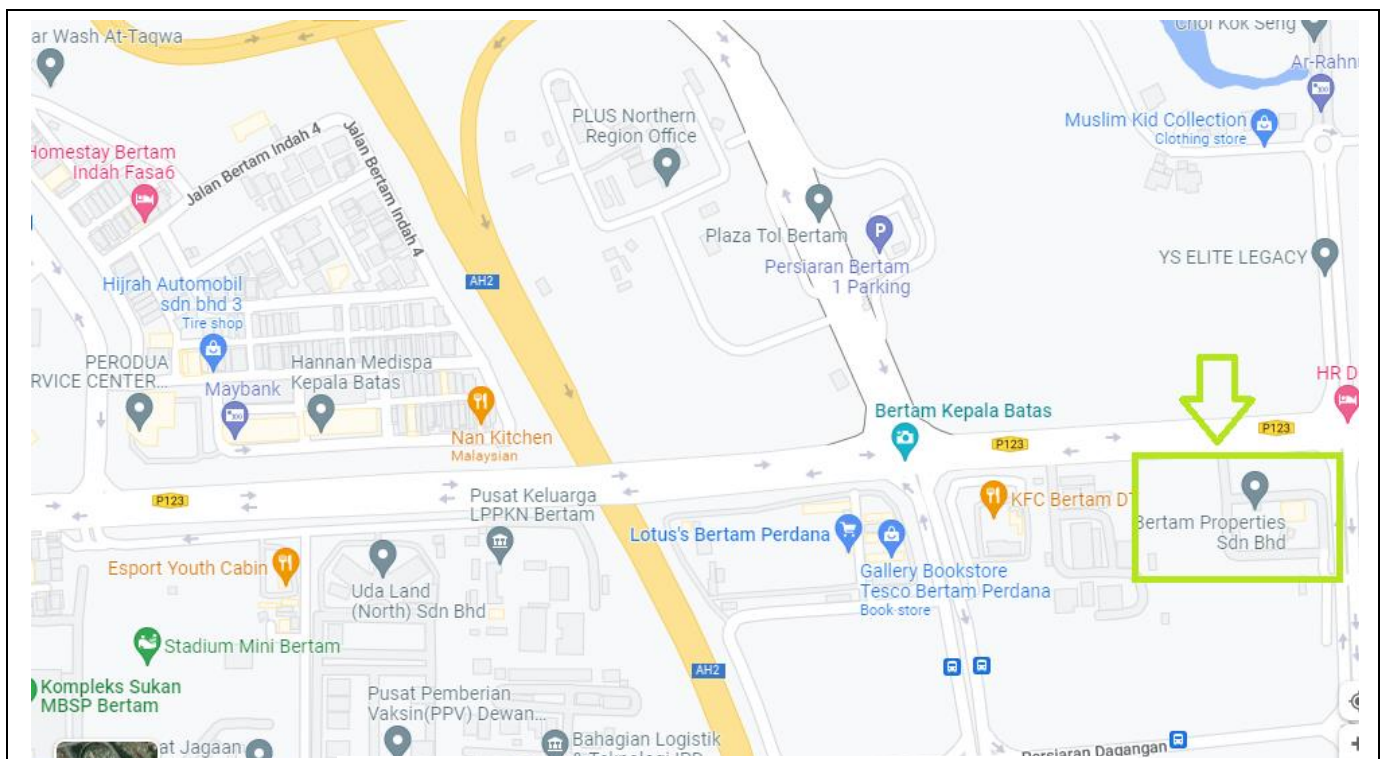 ar Wash At-Taqwa
Choi Kok Seng
Ar-Rahn
PLUS Northern
Region Office
Muslim Kid Collection
Clothing store
Jalan Bertam Indah 4
Jalan Bertam Indah 4
Homestay Bertam
Indah Fasa6
Plaza Tol Bertam
P
Persiaran Bertam
1 Parking
YS ELITE LEGACY
AH2
Hijrah Automobil
sdn bhd 3
Tire shop
PERODUA
RVICE CENTER...
Maybank
Hannan Medispa
Kepala Batas
HR D
Nan Kitchen
Malaysian
Bertam Kepala Batas
P123
P123
P123
Pusat Keluarga
LPPKN Bertam
KFC Bertam DT
Bertam Properties
Sdn Bhd
Lotus's Bertam Perdana
Gallery Bookstore
Tesco Bertam Perdana
Book store
Esport Youth Cabin
Uda Land
(North) Sdn Bhd
Stadium Mini Bertam
AH2
Kompleks Sukan
MBSP Bertam
Pusat Pemberian
Vaksin(PPV) Dewan...
at Jagaan
Bahagian Logistik
Persiaran Dagangan